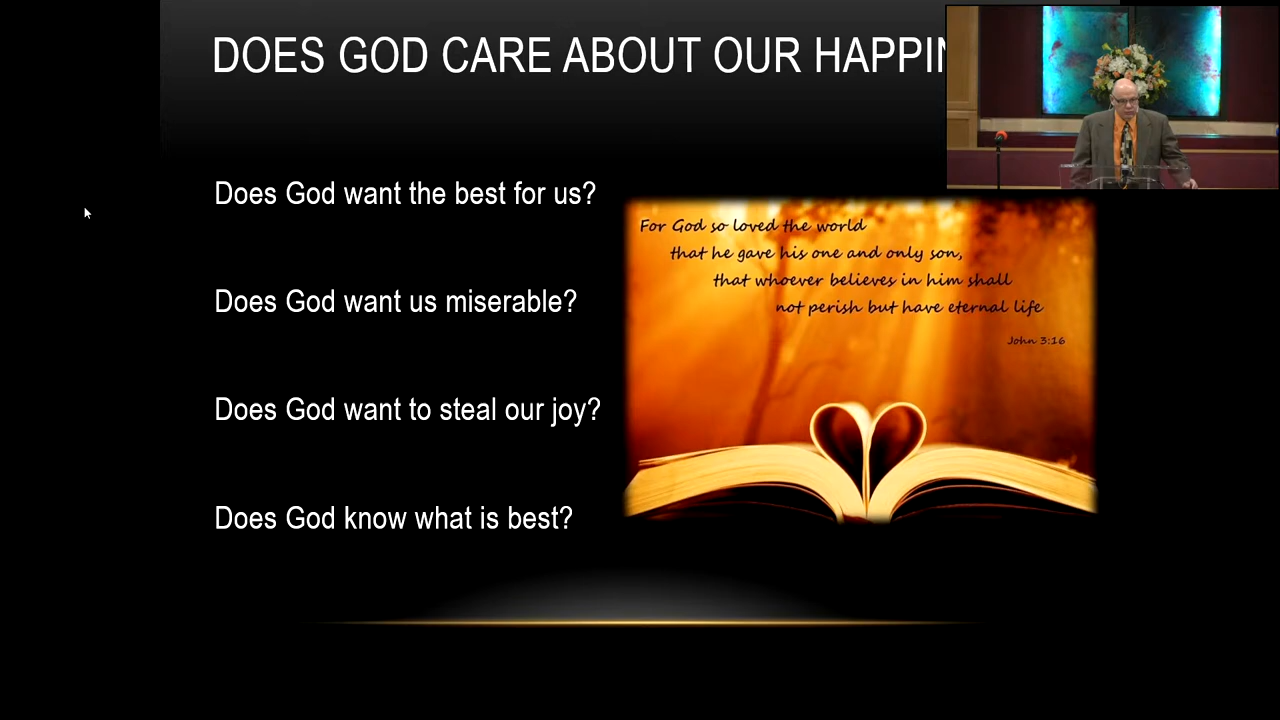 DOES GOD CARE ABOUT OUR HAPPIN
Does God want the best for us?
Does God want us miserable?
Does God want to steal our joy?
Does God know what is best?
For God so loved the world
that he gave his one and only son,
that whoever believes in him shall
not perish but have eternal life
John 3:16